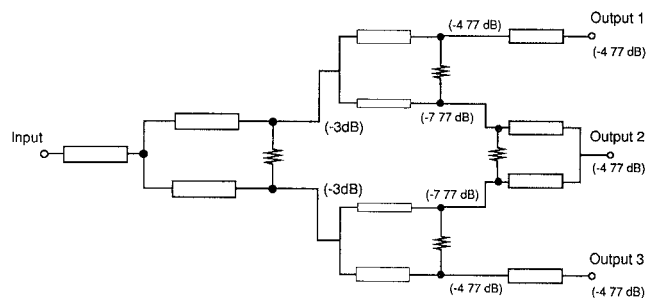 Output 1
(-4 77 dB)
(-4 77 dB)
(-7 77 dB)
(-3dB)
Input
Output 2
(-4 77 dB)
(-3dB)
(-7 77 dB)
Output 3
(-4 77 dB)
(-4 77 dB)